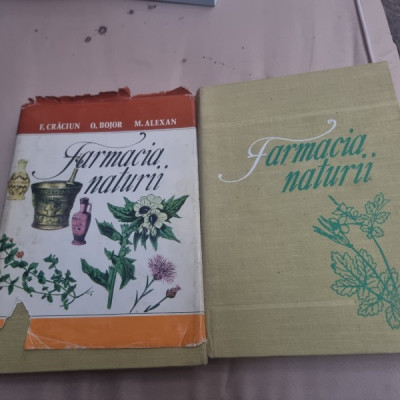 F. CRĂCIUN O. BOJOR M. ALEXAN
Farmacia
naturii
Farmacia
naturii